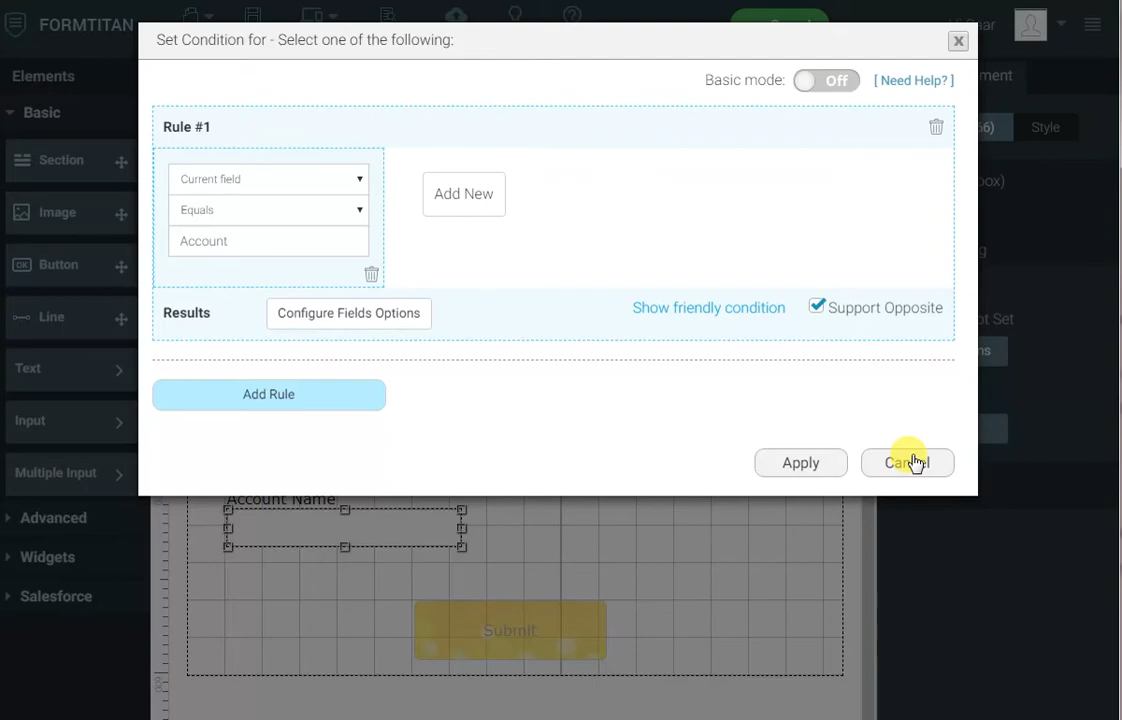 FORMTITAN
Set Condition for - Select one of the following:
X
Basic mode:
Off
[ Need Help? ]
Elements
Basic
Section
Image
Button
OK
Line
Text
Input
Multiple Input
Advanced
Widgets
Salesforce
Rule #1
Current field
Equals
Account
Add New
Results
Configure Fields Options
Show friendly condition
Support Opposite
Add Rule
Apply
Cancel
Style
Account Name
Submit